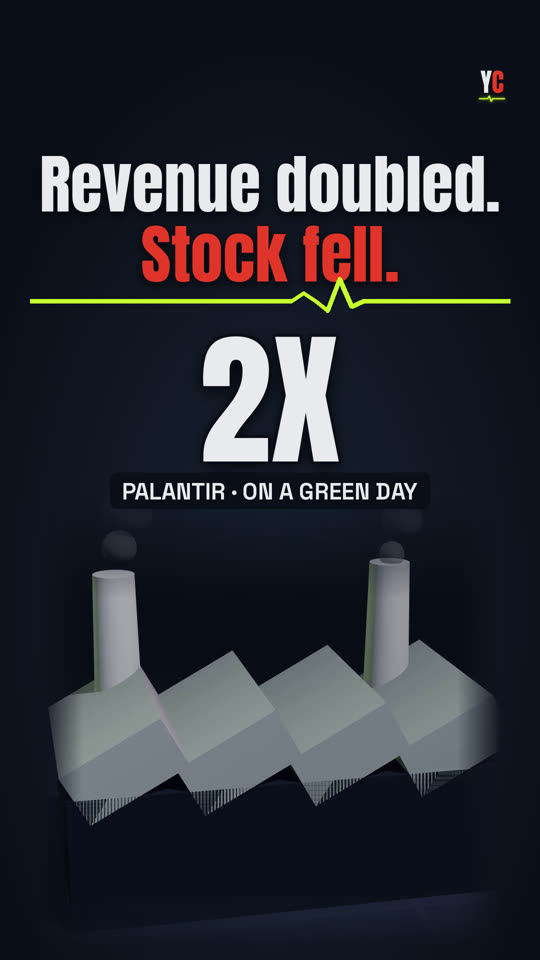 YC
Revenue doubled.
Stock fell.
2X
PALANTIR • ON A GREEN DAY